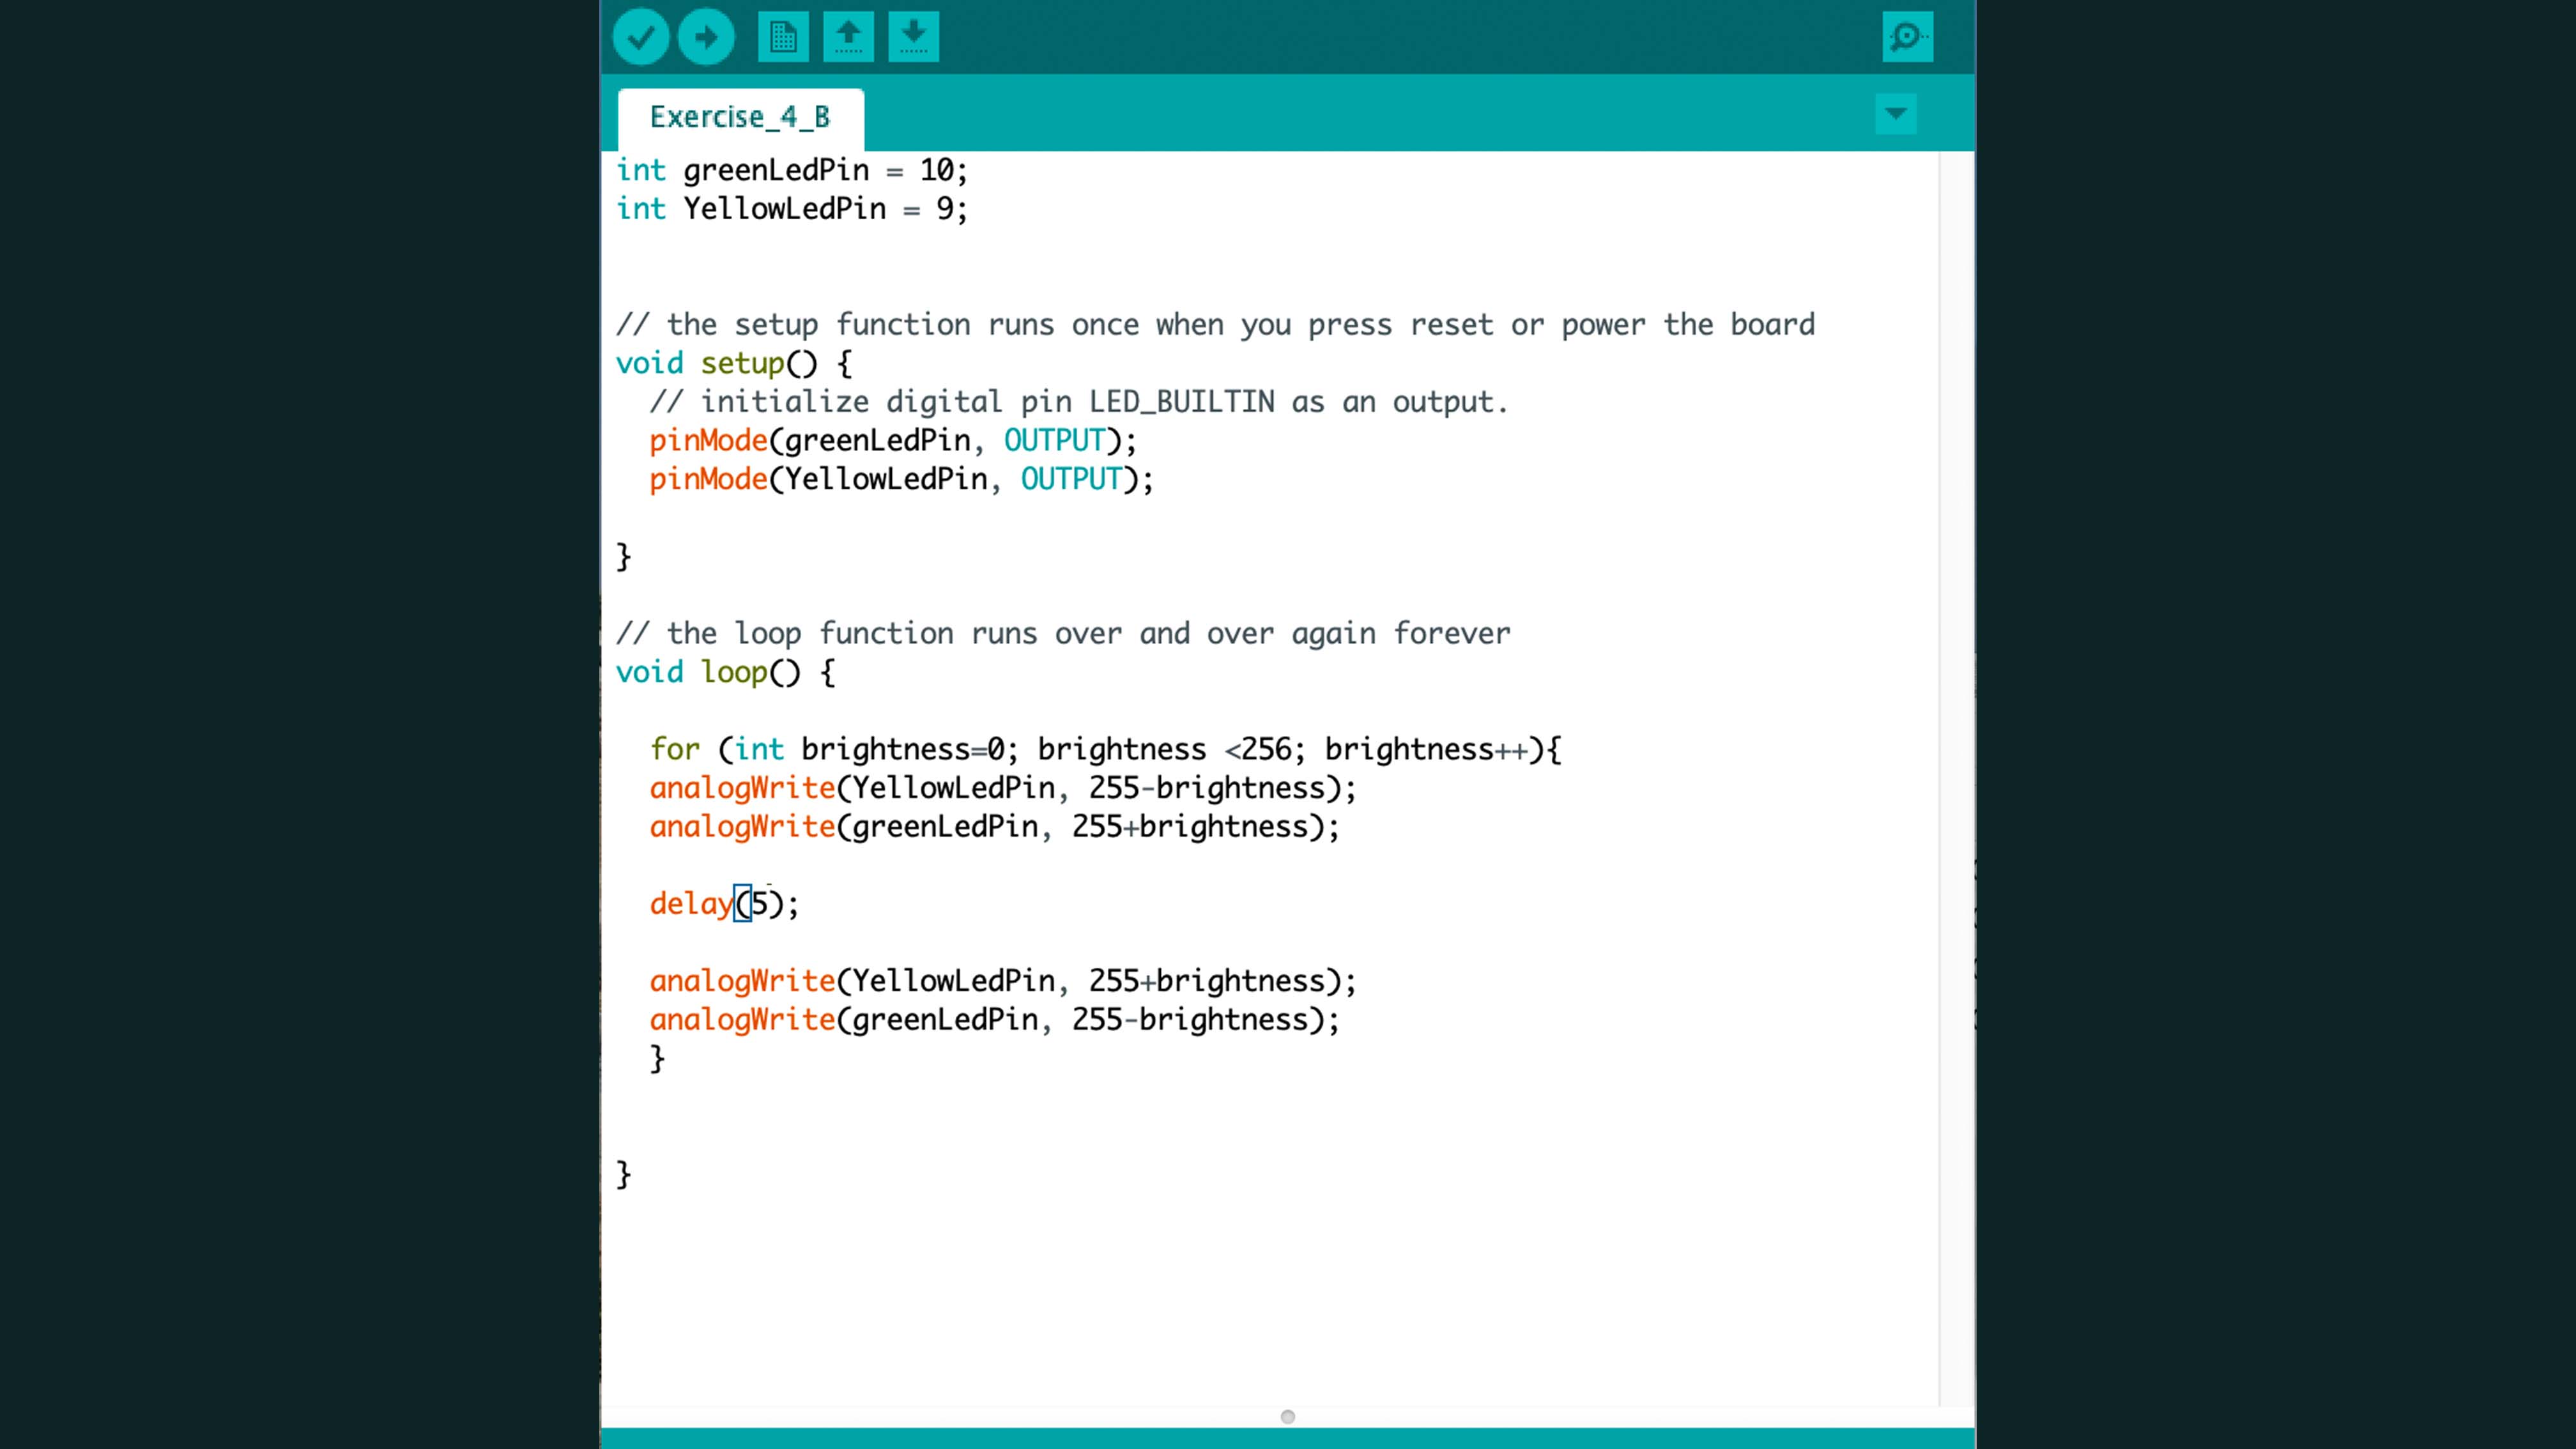 Exercise_4_B
int greenLedPin = 10;
int YellowLedPin = 9;
// the setup function runs once when you press reset or power the board
void setup() {
// initialize digital pin LED_BUILTIN as an output.
pinMode(greenLedPin, OUTPUT);
pinMode(YellowLedPin, OUTPUT);
}
// the loop function runs over and over again forever
void loop() {
for (int brightness=0; brightness <256; brightness++){
analogWrite(YellowLedPin, 255-brightness);
analogWrite(greenLedPin, 255+brightness);
delay(5);
analogWrite(YellowLedPin, 255+brightness);
analogWrite(greenLedPin, 255-brightness);
}
}